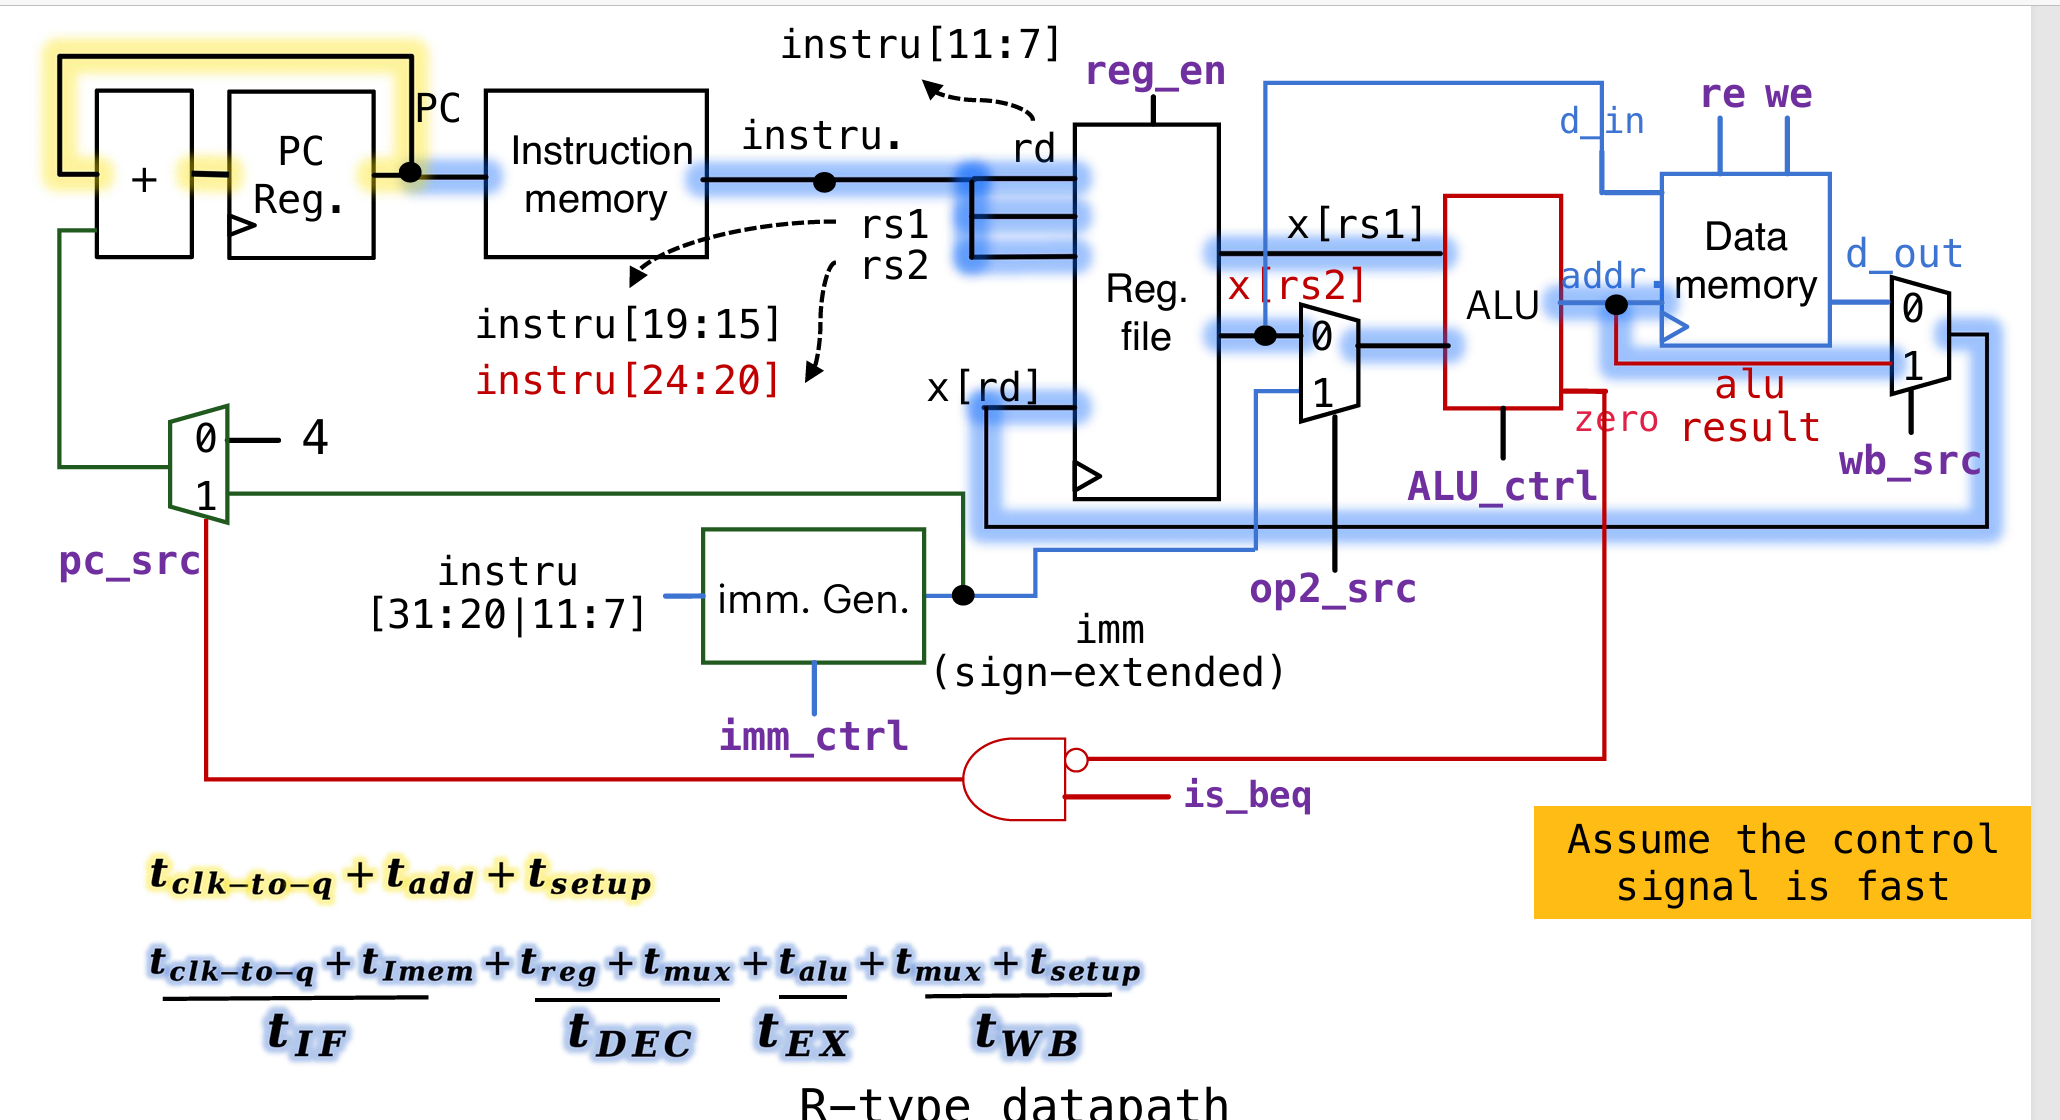 instru[11:7]
reg_en
re we
PC
d_in
instru.
rd
PC
Reg.
+
Instruction
memory
rs1
rs2
x[rs1]
x[rs2]
Data
memory
d_out
addr.
ALU
Reg.
file
0
1
0
1
instru[19:15]
instru[24:20]
x[rd]
zero
alu
result
wb_src
0
1
4
ALU_ctrl
pc_src
instru
[31:20|11:7]
imm. Gen.
op2_src
imm
(sign-extended)
imm_ctrl
is_beq
Assume the control
signal is fast
t_{clk-to-q} + t_{add} + t_{setup}
t_{clk-to-q} + t_{Imem} + t_{reg} + t_{mux} + t_{alu} + t_{mux} + t_{setup}
t_{IF} t_{DEC} t_{EX} t_{WB}
R-type datapath